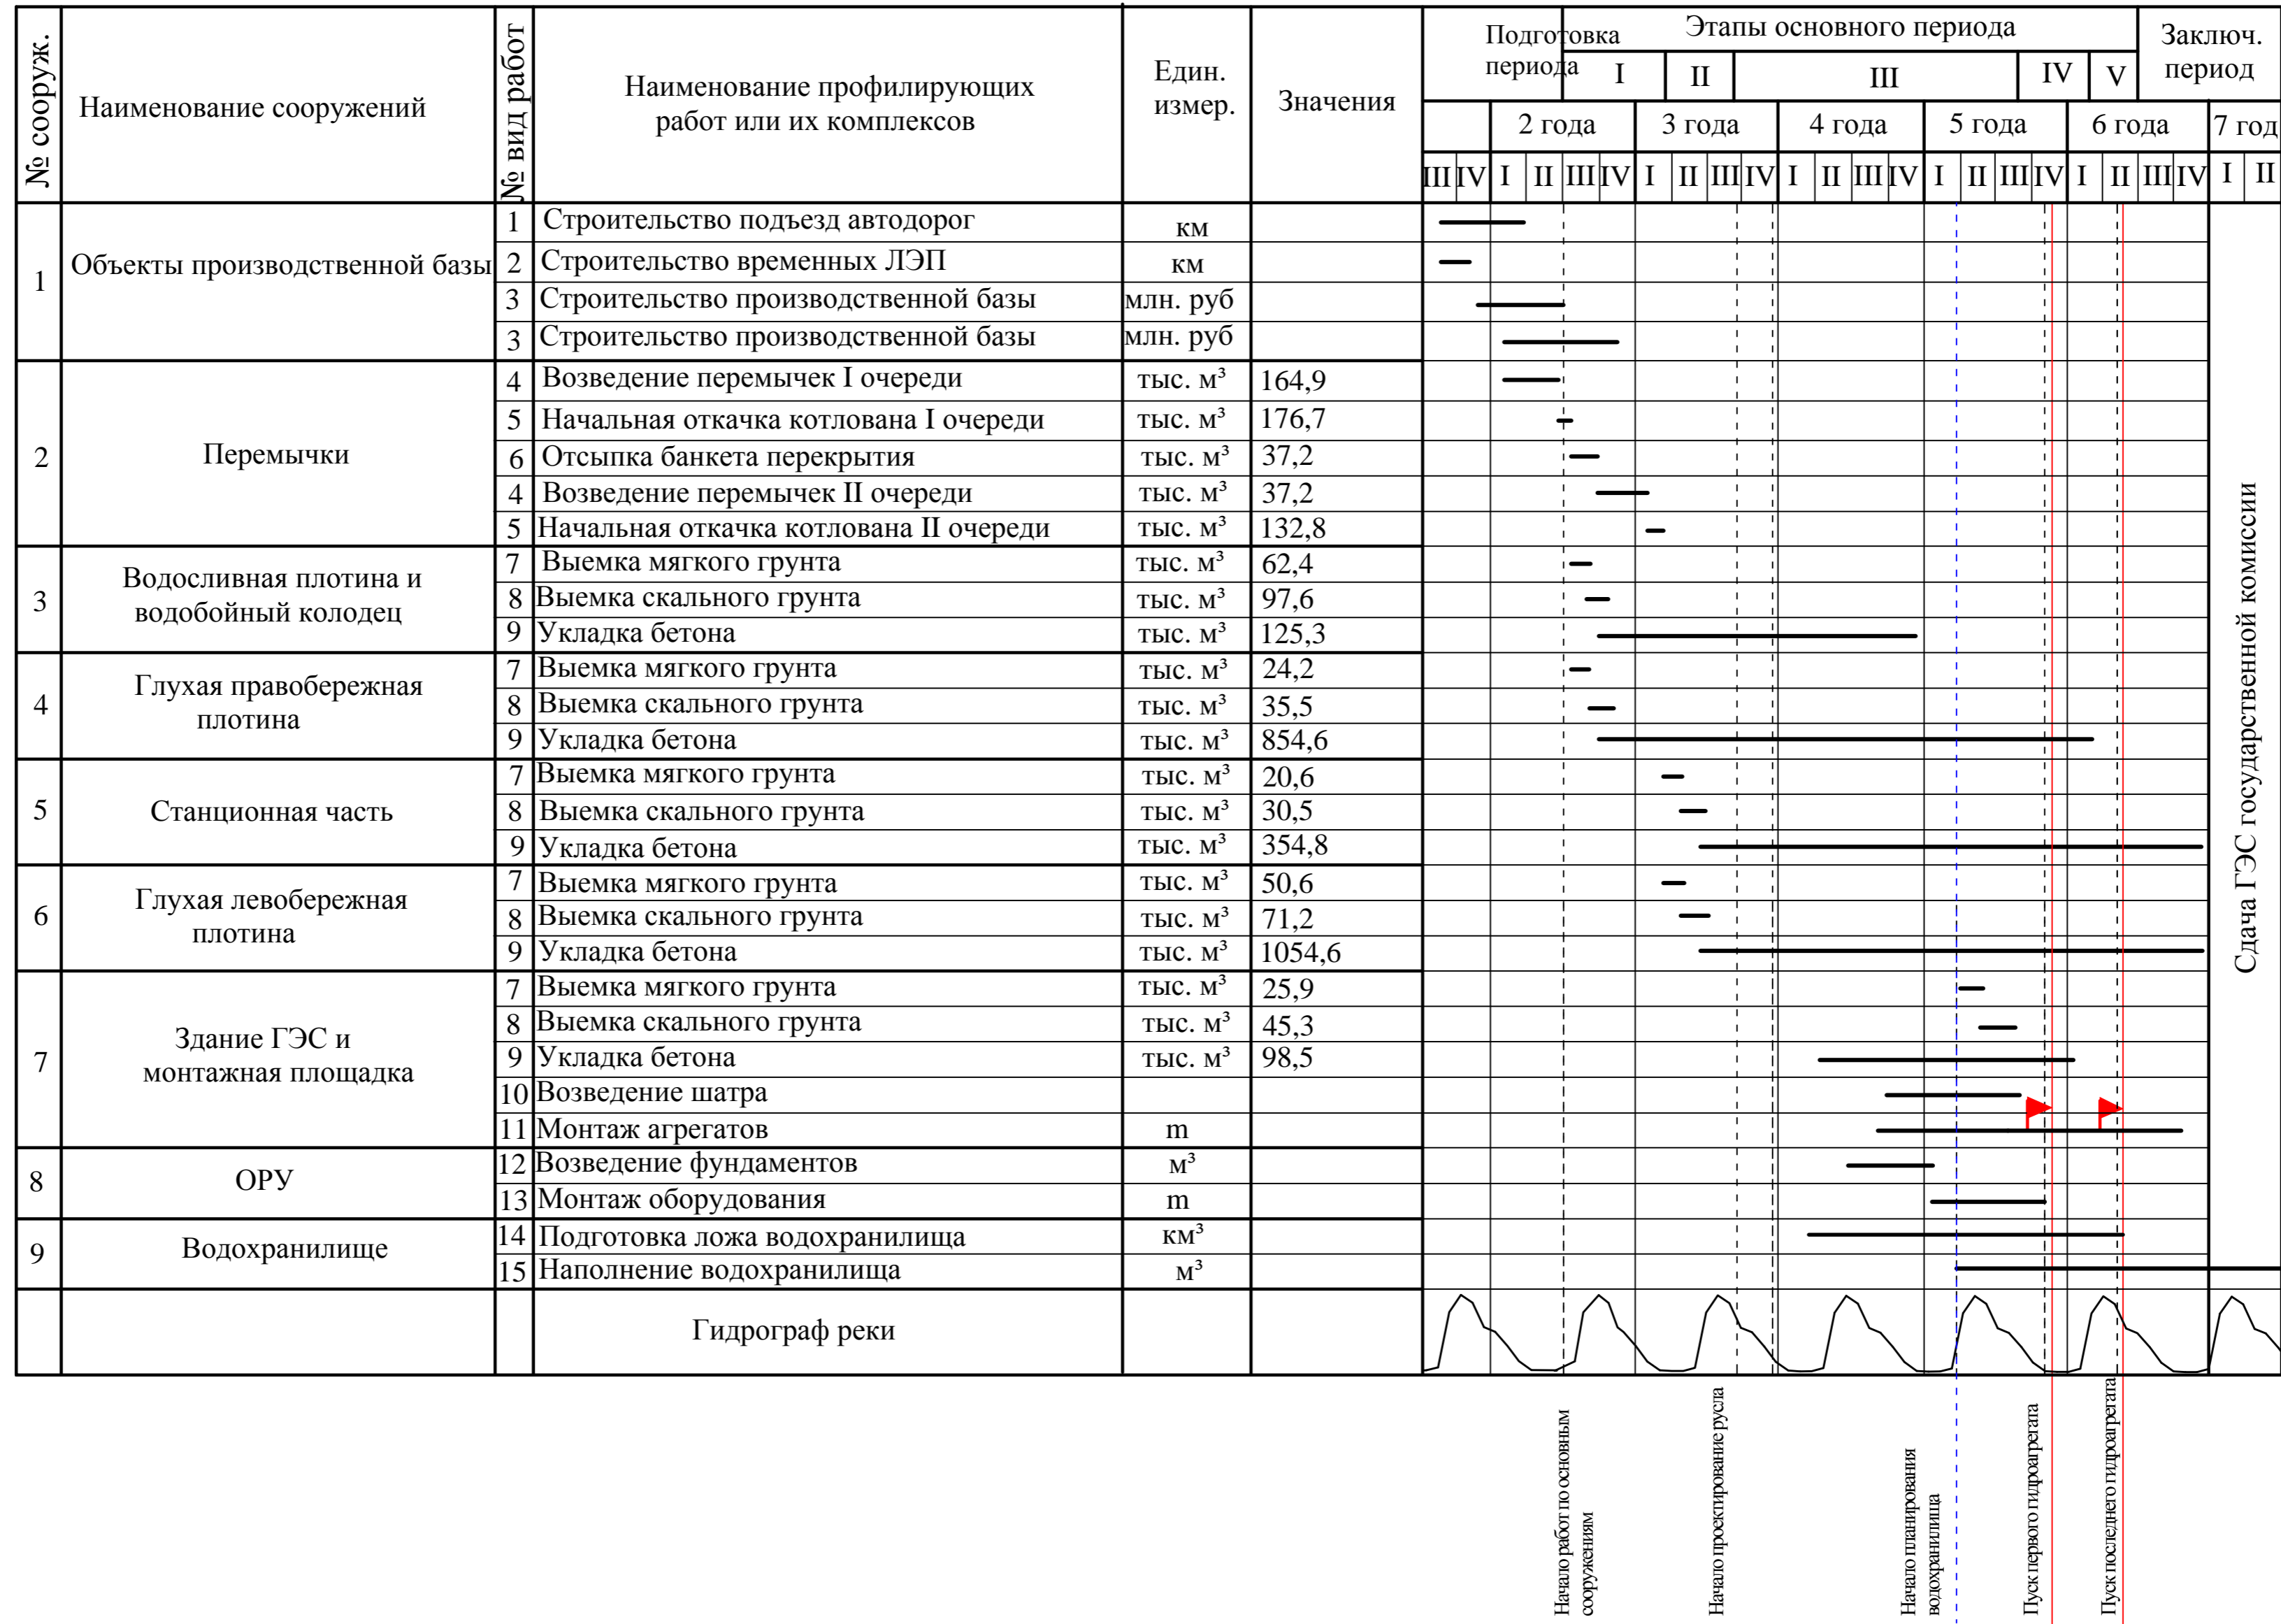 № сооруж.
Наименование сооружений
№ вид работ
Наименование профилирующих
работ или их комплексов
Един.
измер.
Значения
Подготовка
периода
Этапы основного периода
Заключ.
период
I II III IV V
2 года 3 года 4 года 5 года 6 года 7 год
III IV I II III IV I II III IV I II III IV I II III IV I II III IV I II
1
Объекты производственной базы
1 Строительство подъезд автодорог км
2 Строительство временных ЛЭП км
3 Строительство производственной базы млн. руб
3 Строительство производственной базы млн. руб
2
Перемычки
4 Возведение перемычек I очереди тыс. м³ 164,9
5 Начальная откачка котлована I очереди тыс. м³ 176,7
6 Отсыпка банкета перекрытия тыс. м³ 37,2
4 Возведение перемычек II очереди тыс. м³ 37,2
5 Начальная откачка котлована II очереди тыс. м³ 132,8
3
Водосливная плотина и
водобойный колодец
7 Выемка мягкого грунта тыс. м³ 62,4
8 Выемка скального грунта тыс. м³ 97,6
9 Укладка бетона тыс. м³ 125,3
4
Глухая правобережная
плотина
7 Выемка мягкого грунта тыс. м³ 24,2
8 Выемка скального грунта тыс. м³ 35,5
9 Укладка бетона тыс. м³ 854,6
5
Станционная часть
7 Выемка мягкого грунта тыс. м³ 20,6
8 Выемка скального грунта тыс. м³ 30,5
9 Укладка бетона тыс. м³ 354,8
6
Глухая левобережная
плотина
7 Выемка мягкого грунта тыс. м³ 50,6
8 Выемка скального грунта тыс. м³ 71,2
9 Укладка бетона тыс. м³ 1054,6
7
Здание ГЭС и
монтажная площадка
7 Выемка мягкого грунта тыс. м³ 25,9
8 Выемка скального грунта тыс. м³ 45,3
9 Укладка бетона тыс. м³ 98,5
10 Возведение шатра
11 Монтаж агрегатов m
8
ОРУ
12 Возведение фундаментов м³
13 Монтаж оборудования m
9
Водохранилище
14 Подготовка ложа водохранилища км³
15 Наполнение водохранилища м³
Гидрограф реки
Сдача ГЭС государственной комиссии
Начало работ по основным
сооружениям
Начало проектирование русла
Начало планирования
водохранилища
Пуск первого гидроагрегата
Пуск последнего гидроагрегата